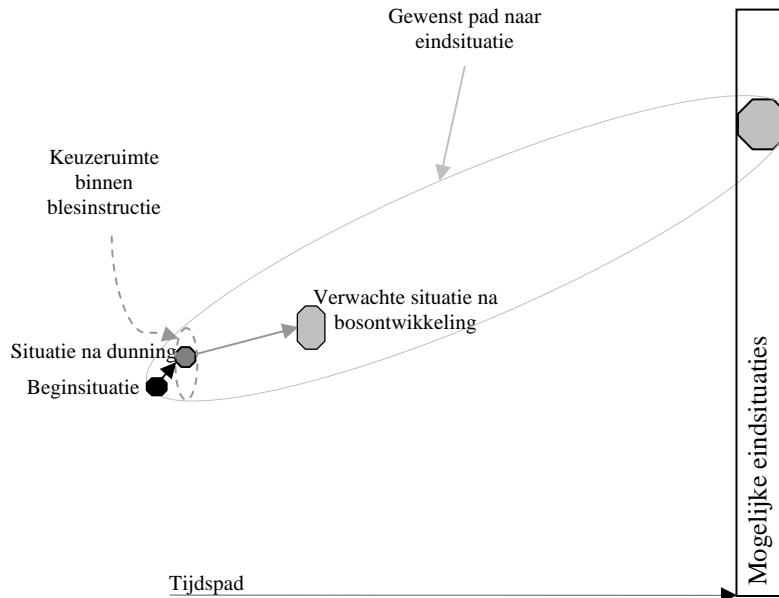 Gewenst pad naar
eindsituatie
Keuzeruimte
binnen
blesinstructie
Verwachte situatie na
bosontwikkeling
Situatie na dunning
Beginsituatie
Mogelijke eindsituaties
Tijdspad